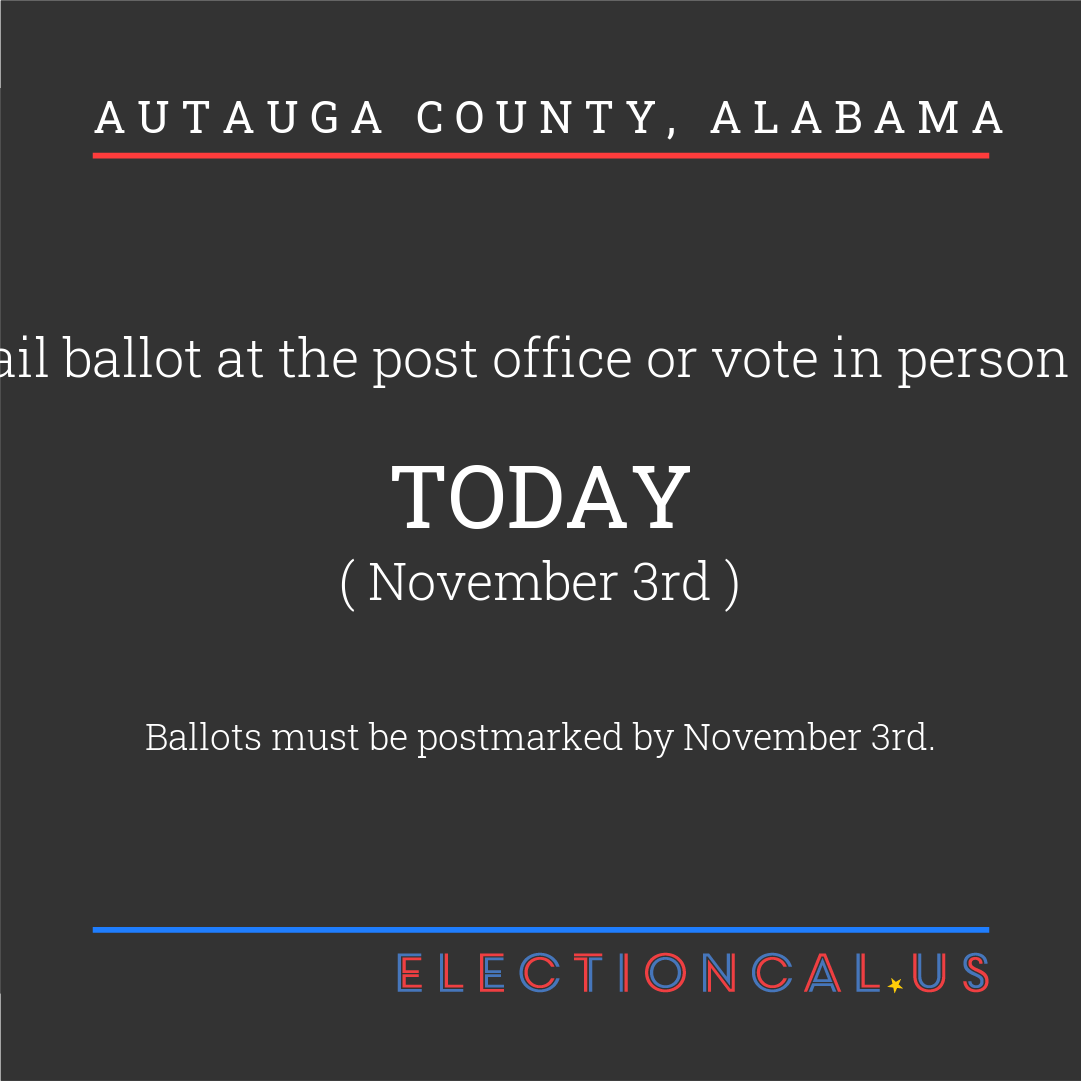 AUTAUGA COUNTY, ALABAMA
ail ballot at the post office or vote in person
TODAY
( November 3rd )
Ballots must be postmarked by November 3rd.
ELECTIONCAL.US